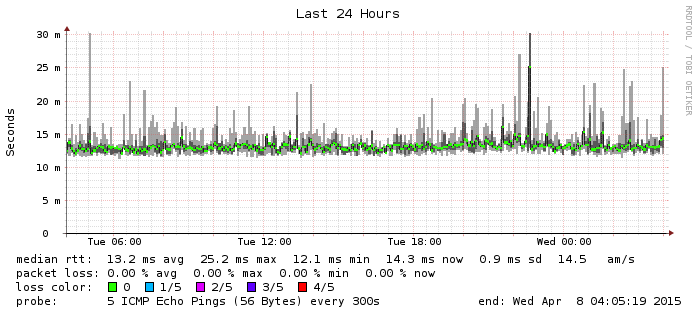 Last 24 Hours
RRDTOOL / TOBI OETIKER
Seconds
30 m
25 m
20 m
15 m
10 m
5 m
0
Tue 06:00 Tue 12:00 Tue 18:00 Wed 00:00
median rtt: 13.2 ms avg 25.2 ms max 12.1 ms min 14.3 ms now 0.9 ms sd 14.5 am/s
packet loss: 0.00 % avg 0.00 % max 0.00 % min 0.00 % now
loss color: 0 1/5 2/5 3/5 4/5
probe: 5 ICMP Echo Pings (56 Bytes) every 300s end: Wed Apr 8 04:05:19 2015